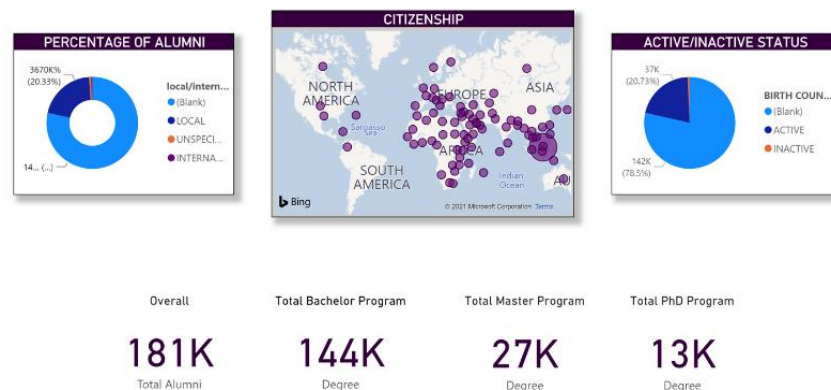 PERCENTAGE OF ALUMNI
3670K%
(20.33%)
14... (...)
local/intern...
(Blank)
LOCAL
UNSPECI...
INTERNA...
CITIZENSHIP
NORTH
AMERICA
EUROPE
ASIA
Sargasso
Sea
AFRICA
SOUTH
AMERICA
Indian
Ocean
AU
Bing
© 2021 Microsoft Corporation Terms
ACTIVE/INACTIVE STATUS
37K
(20.73%)
142K
(78.5%)
BIRTH COUN...
(Blank)
ACTIVE
INACTIVE
Overall
181K
Total Alumni
Total Bachelor Program
144K
Degree
Total Master Program
27K
Degree
Total PhD Program
13K
Degree